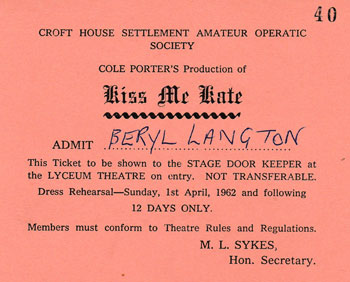 40
CROFT HOUSE SETTLEMENT AMATEUR OPERATIC
SOCIETY
COLE PORTER'S Production of
Kiss Me Kate
ADMIT BERYL LANGTON
This Ticket to be shown to the STAGE DOOR KEEPER at
the LYCEUM THEATRE on entry. NOT TRANSFERABLE.
Dress Rehearsal—Sunday, 1st April, 1962 and following
12 DAYS ONLY.
Members must conform to Theatre Rules and Regulations.
M. L. SYKES,
Hon. Secretary.